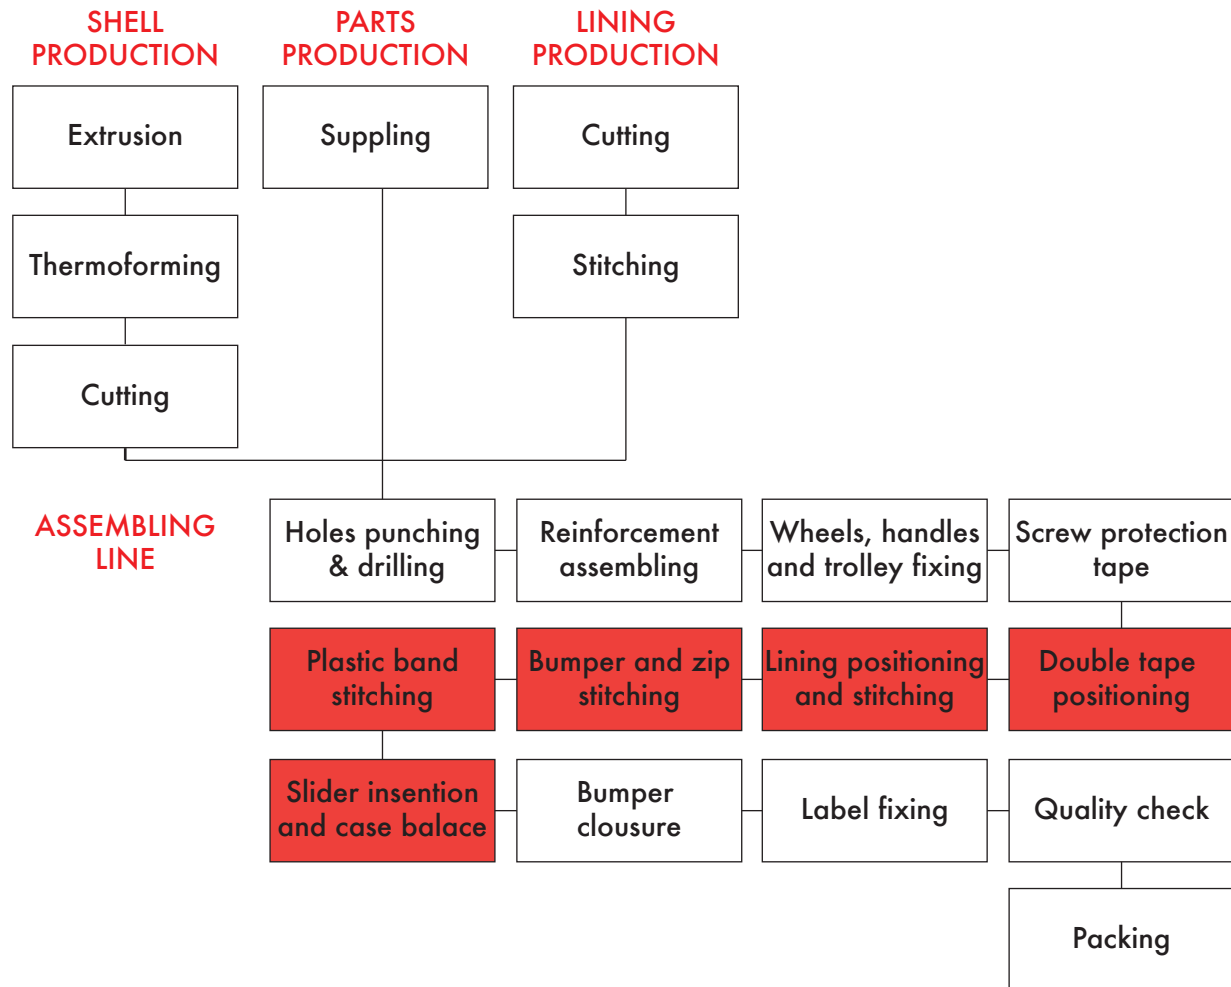 SHELL
PRODUCTION
PARTS
PRODUCTION
LINING
PRODUCTION
Extrusion
Suppling
Cutting
Thermoforming
Stitching
Cutting
ASSEMBLING
LINE
Holes punching
& drilling
Reinforcement
assembling
Wheels, handles
and trolley fixing
Screw protection
tape
Plastic band
stitching
Bumper and zip
stitching
Lining positioning
and stitching
Double tape
positioning
Slider insention
and case balace
Bumper
clousure
Label fixing
Quality check
Packing